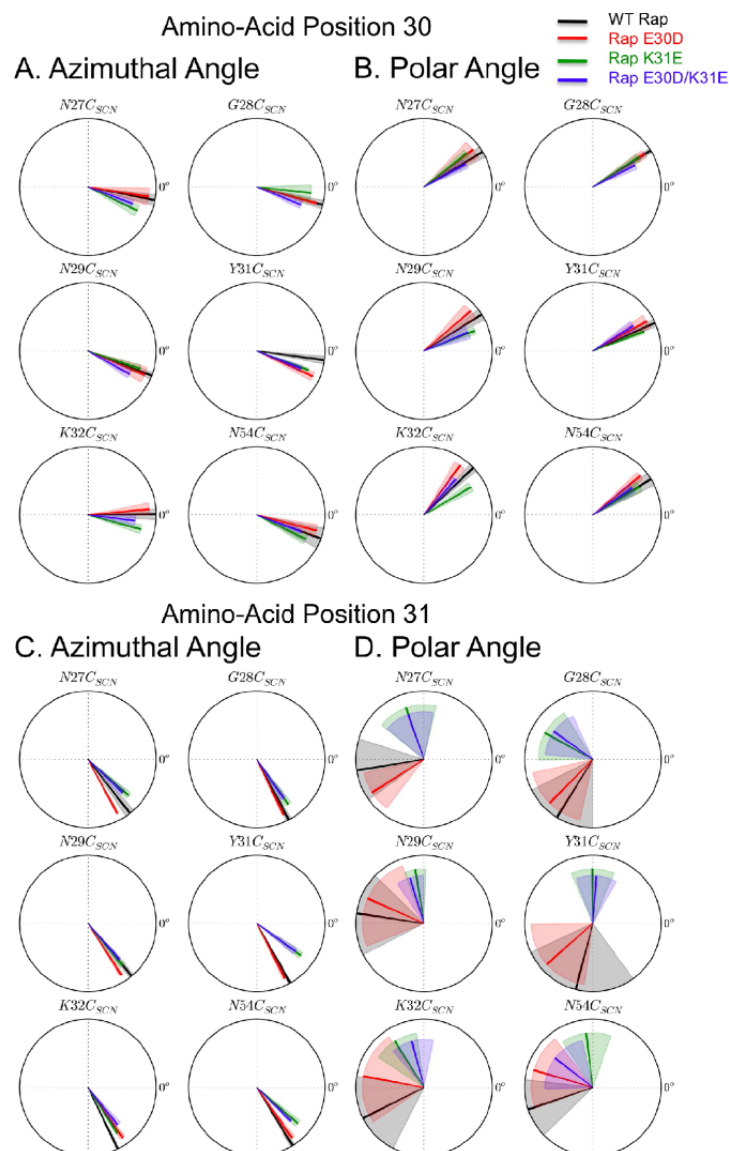 Amino-Acid Position 30
WT Rap
Rap E30D
Rap K31E
Rap E30D/K31E
A. Azimuthal Angle
B. Polar Angle
N27C_SCN
G28C_SCN
N27C_SCN
G28C_SCN
0°
0°
0°
0°
N29C_SCN
Y31C_SCN
N29C_SCN
Y31C_SCN
0°
0°
0°
0°
K32C_SCN
N54C_SCN
K32C_SCN
N54C_SCN
0°
0°
0°
0°
Amino-Acid Position 31
C. Azimuthal Angle
D. Polar Angle
N27C_SCN
G28C_SCN
N27C_SCN
G28C_SCN
0°
0°
0°
0°
N29C_SCN
Y31C_SCN
N29C_SCN
Y31C_SCN
0°
0°
0°
0°
K32C_SCN
N54C_SCN
K32C_SCN
N54C_SCN
0°
0°
0°
0°